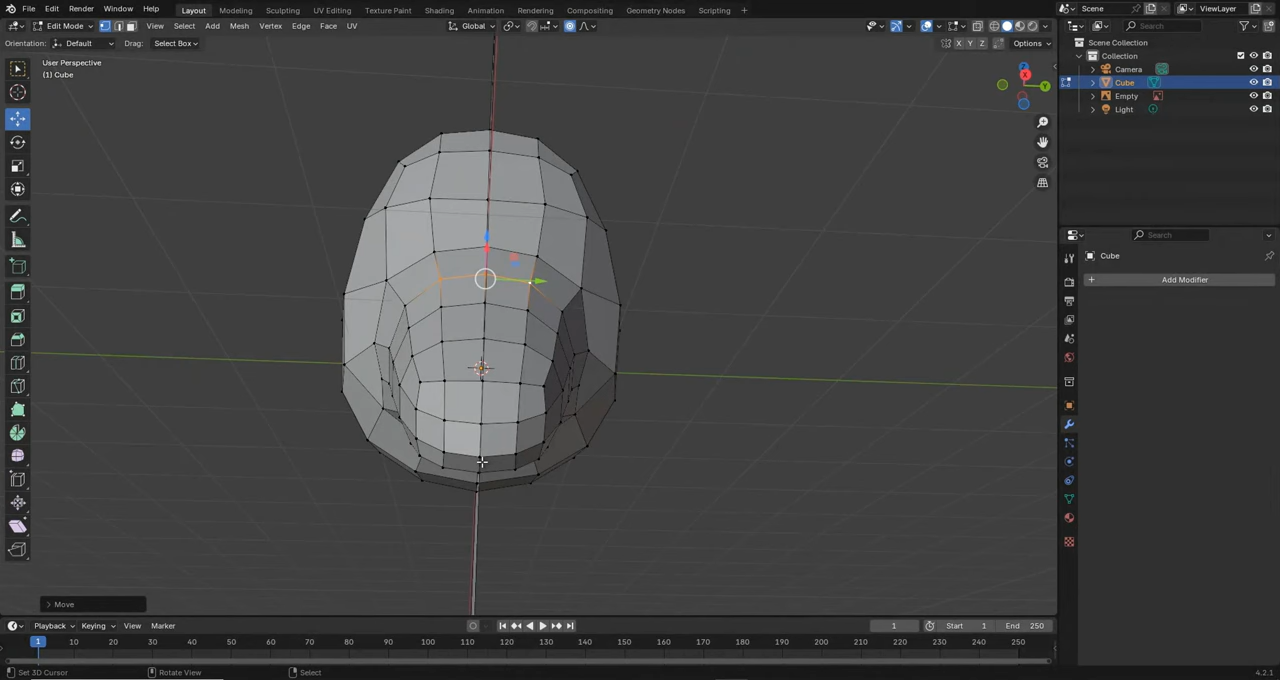 File Edit Render Window Help Layout Modeling Sculpting UV Editing Texture Paint Shading Animation Rendering Compositing Geometry Nodes Scripting + Scene ViewLayer
Edit Mode View Select Add Mesh Vertex Edge Face UV Global Search
Orientation: Default Drag: Select Box X Y Z Options
Scene Collection
Collection
Camera
Cube
Empty
Light
User Perspective
(1) Cube
Z
X
Y
Search
Cube
+ Add Modifier
Move
Playback Keying View Marker 1 Start 1 End 250
1 10 20 30 40 50 60 70 80 90 100 110 120 130 140 150 160 170 180 190 200 210 220 230 240 250
Set 3D Cursor Rotate View Select 4.2.1